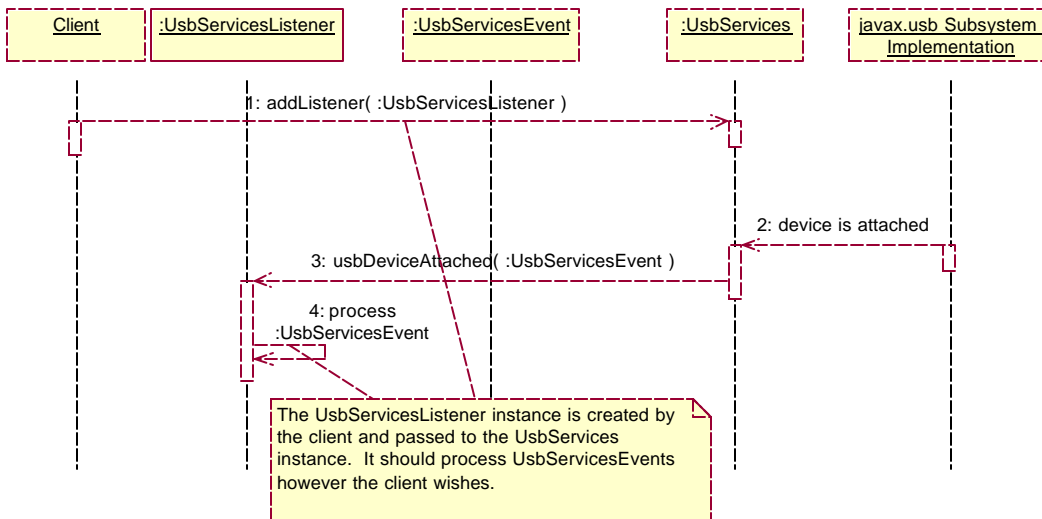 Client
:UsbServicesListener
:UsbServicesEvent
:UsbServices
javax.usb Subsystem
Implementation
1: addListener( :UsbServicesListener )
2: device is attached
3: usbDeviceAttached( :UsbServicesEvent )
4: process
:UsbServicesEvent
The UsbServicesListener instance is created by
the client and passed to the UsbServices
instance. It should process UsbServicesEvents
however the client wishes.